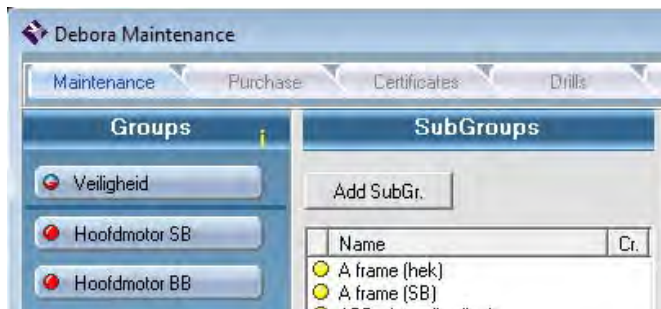 Debora Maintenance
Maintenance Purchase Certificates Drills
Groups i SubGroups
Veiligheid
Add SubGr.
Hoofdmotor SB
Name Cr.
A frame (hek)
Hoofdmotor BB
A frame (SB)